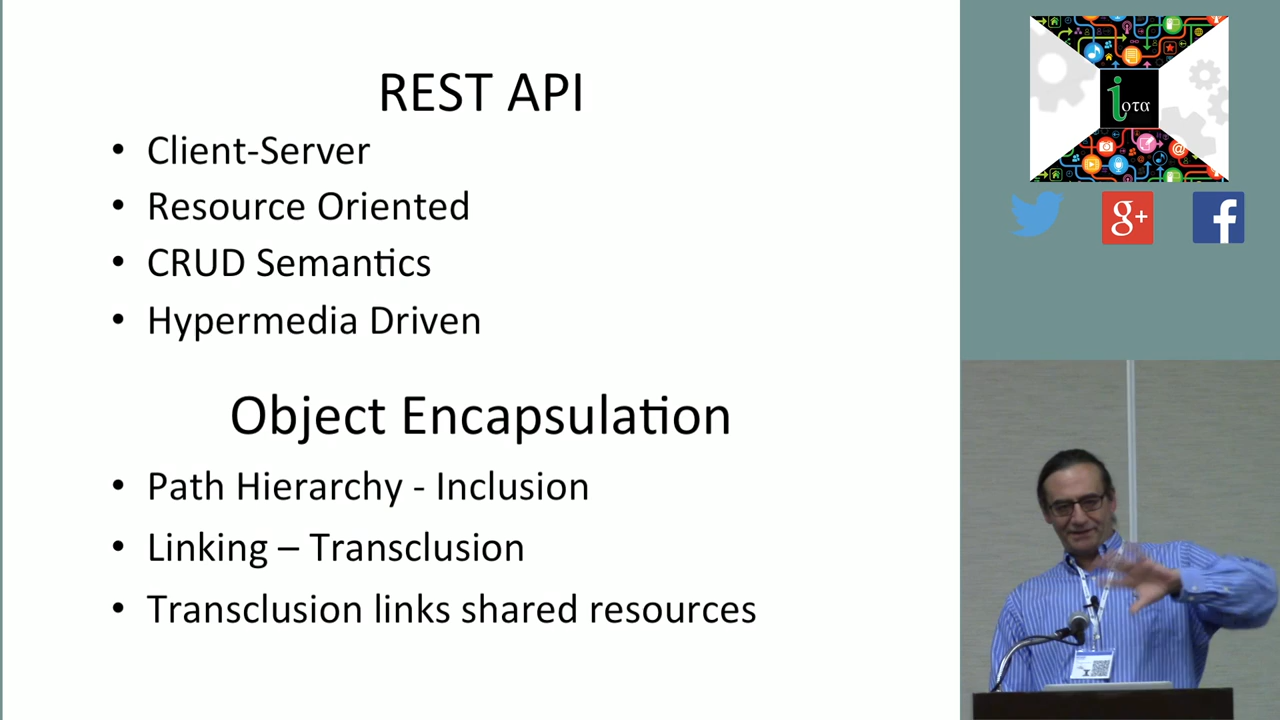 REST API
• Client-Server
• Resource Oriented
• CRUD Semantics
• Hypermedia Driven
Object Encapsulation
• Path Hierarchy - Inclusion
• Linking – Transclusion
• Transclusion links shared resources
iοτα
g+
f